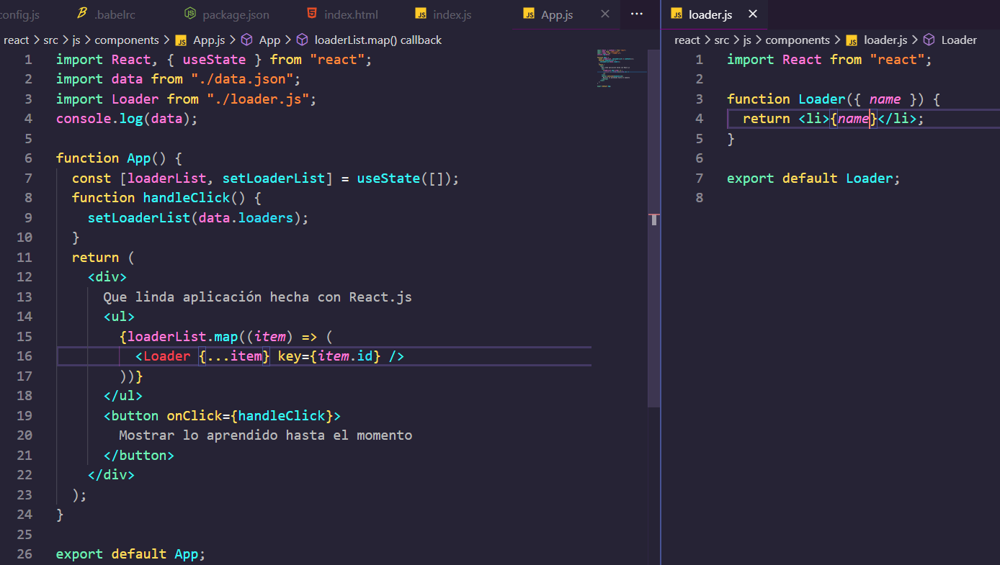 config.js .babelrc package.json index.html index.js App.js
react > src > js > components > App.js > App > loaderList.map() callback
1 import React, { useState } from "react";
2 import data from "./data.json";
3 import Loader from "./loader.js";
4 console.log(data);
5
6 function App() {
7 const [loaderList, setLoaderList] = useState([]);
8 function handleClick() {
9 setLoaderList(data.loaders);
10 }
11 return (
12 <div>
13 Que linda aplicación hecha con React.js
14 <ul>
15 {loaderList.map((item) => (
16 <Loader {...item} key={item.id} />
17 ))}
18 </ul>
19 <button onClick={handleClick}>
20 Mostrar lo aprendido hasta el momento
21 </button>
22 </div>
23 );
24 }
25
26 export default App;
loader.js
react > src > js > components > loader.js > Loader
1 import React from "react";
2
3 function Loader({ name }) {
4 return <li>{name}</li>;
5 }
6
7 export default Loader;
8